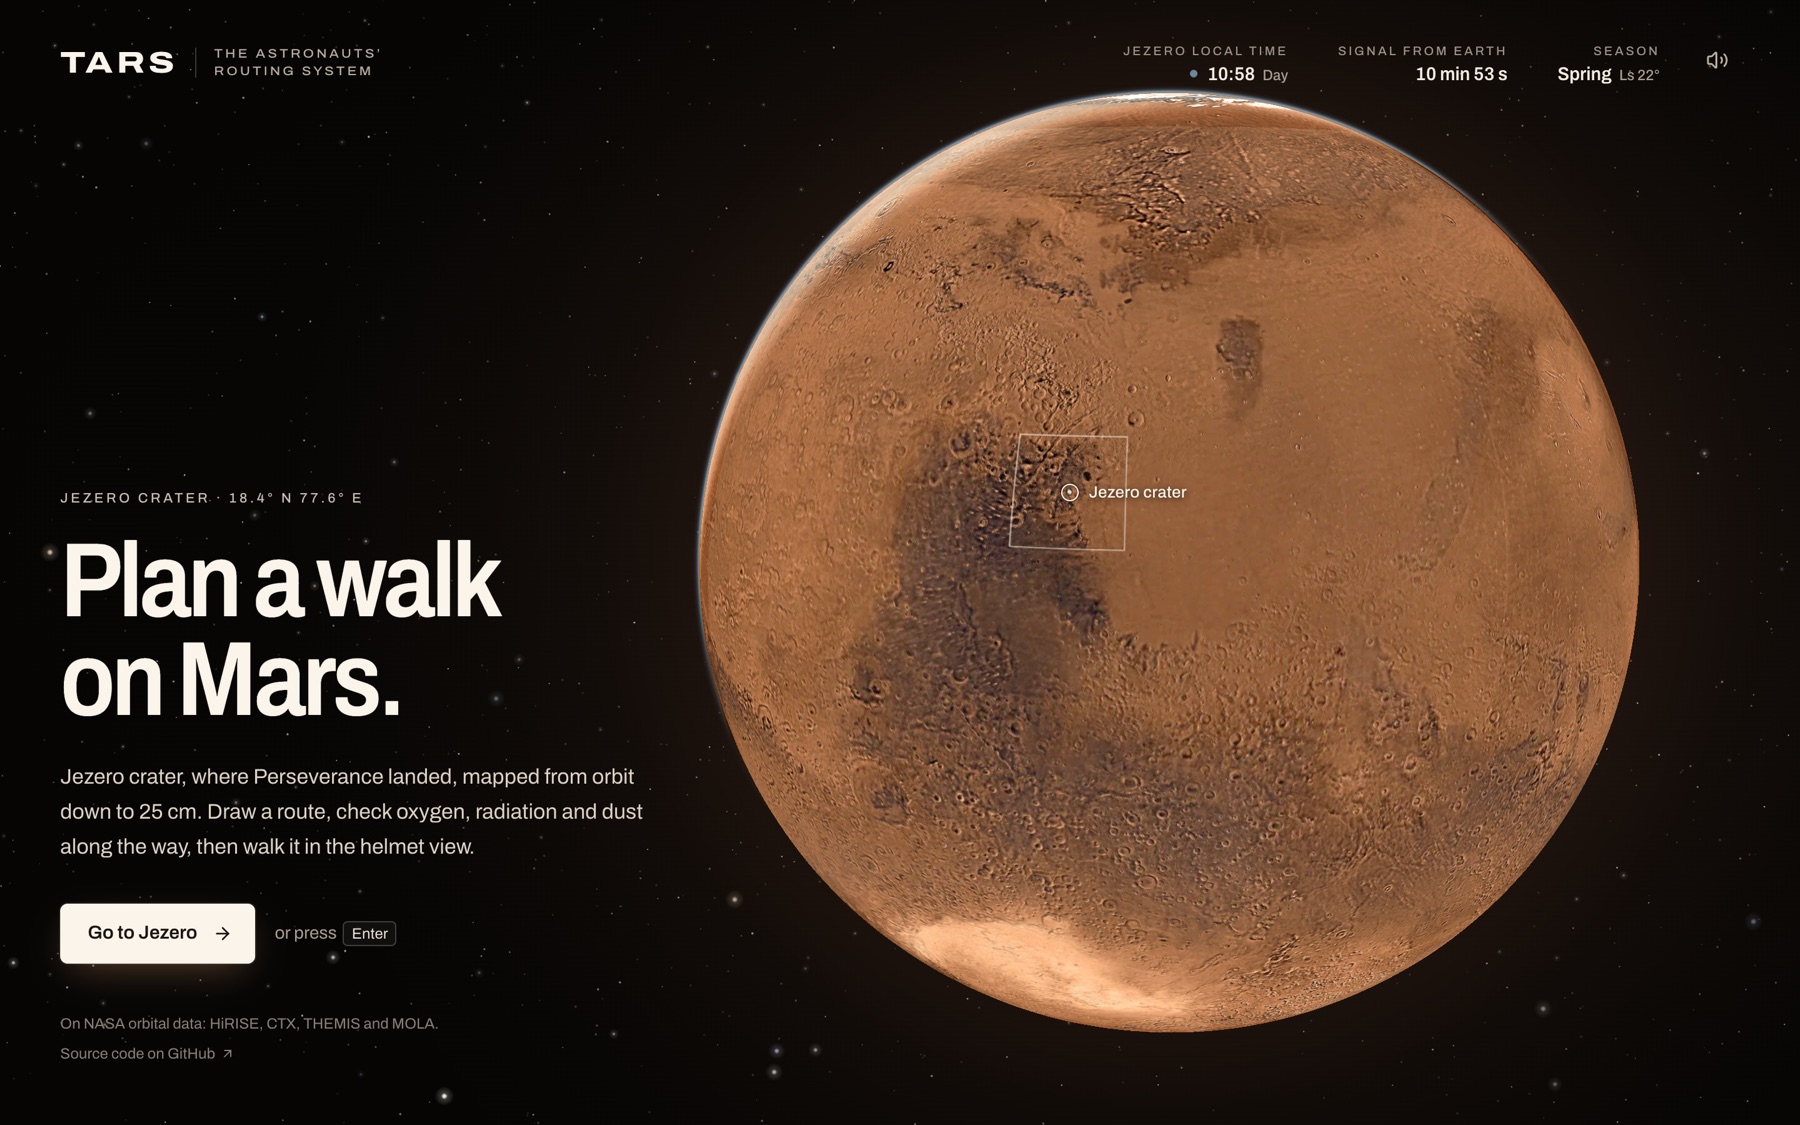 TARS
THE ASTRONAUTS'
ROUTING SYSTEM
JEZERO LOCAL TIME
10:58 Day
SIGNAL FROM EARTH
10 min 53 s
SEASON
Spring Ls 22°
Jezero crater
JEZERO CRATER · 18.4° N 77.6° E
Plan a walk
on Mars.
Jezero crater, where Perseverance landed, mapped from orbit
down to 25 cm. Draw a route, check oxygen, radiation and dust
along the way, then walk it in the helmet view.
Go to Jezero →
or press Enter
On NASA orbital data: HiRISE, CTX, THEMIS and MOLA.
Source code on GitHub ↗